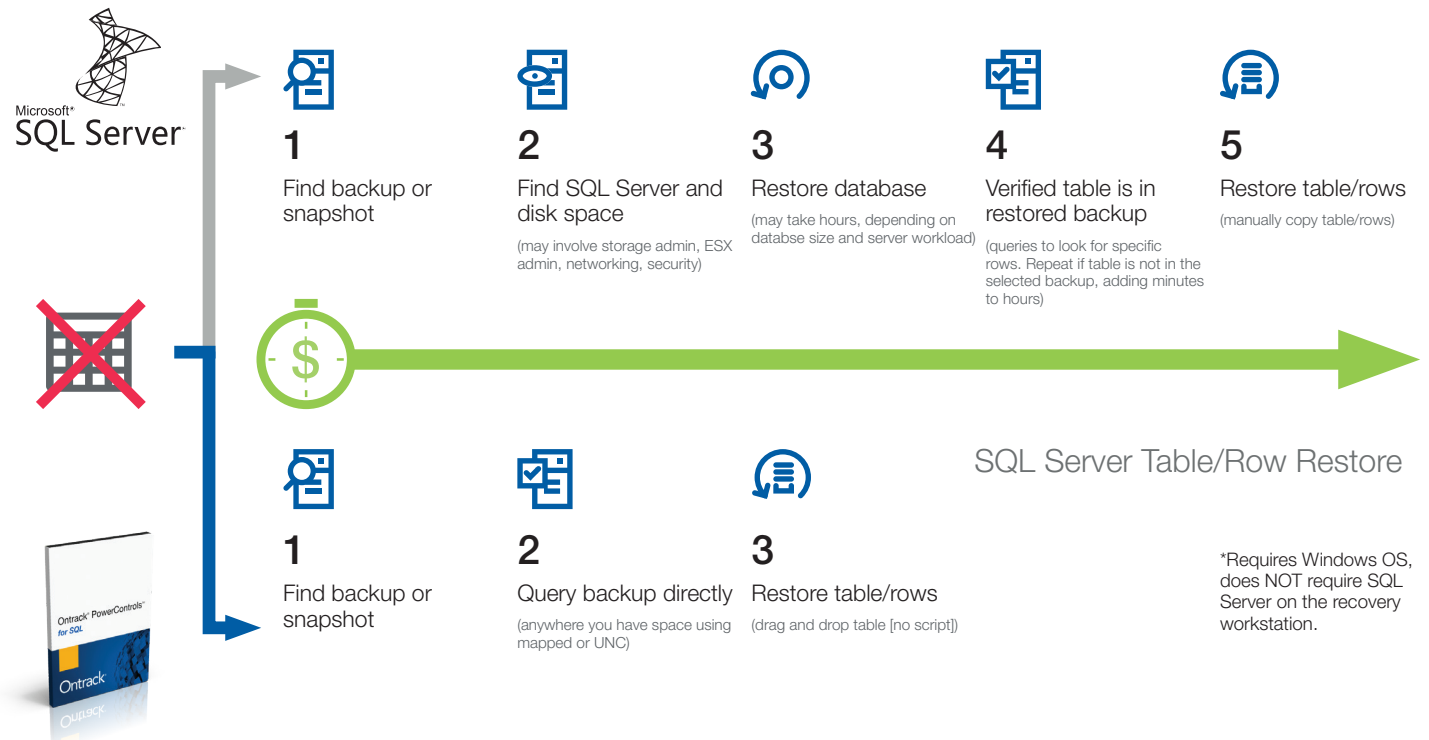 Microsoft®
SQL Server™
1
Find backup or
snapshot
2
Find SQL Server and
disk space
(may involve storage admin, ESX
admin, networking, security)
3
Restore database
(may take hours, depending on
databse size and server workload)
4
Verified table is in
restored backup
(queries to look for specific
rows. Repeat if table is not in the
selected backup, adding minutes
to hours)
5
Restore table/rows
(manually copy table/rows)
$
SQL Server Table/Row Restore
Ontrack® PowerControls™
for SQL
Ontrack
1
Find backup or
snapshot
2
Query backup directly
(anywhere you have space using
mapped or UNC)
3
Restore table/rows
(drag and drop table [no script])
*Requires Windows OS,
does NOT require SQL
Server on the recovery
workstation.